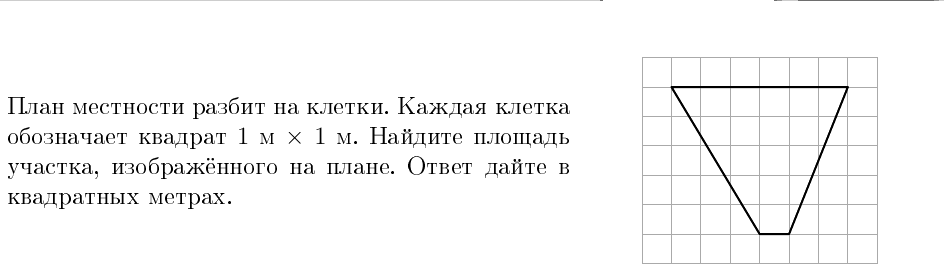 План местности разбит на клетки. Каждая клетка
обозначает квадрат 1 м × 1 м. Найдите площадь
участка, изображённого на плане. Ответ дайте в
квадратных метрах.